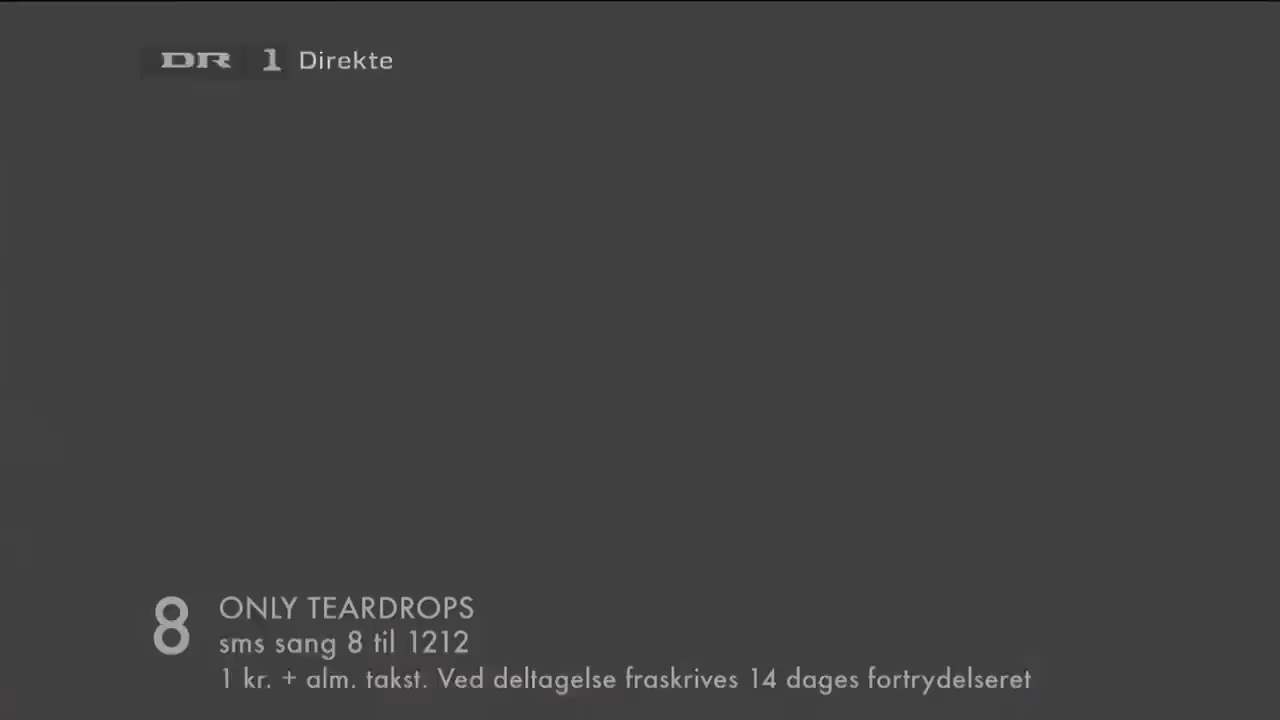 DR 1 Direkte
8 ONLY TEARDROPS
sms sang 8 til 1212
1 kr. + alm. takst. Ved deltagelse fraskrives 14 dages fortrydelseret